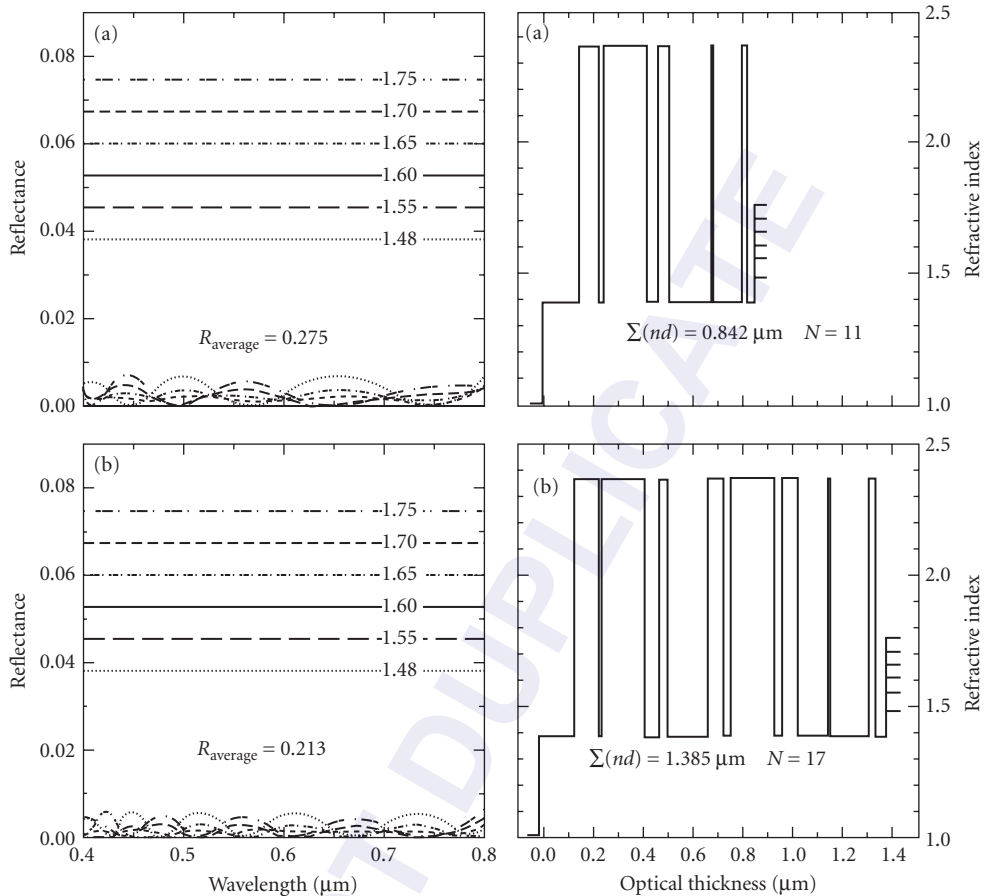 (a)
0.08
0.06
0.04
0.02
0.00
Reflectance
1.75
1.70
1.65
1.60
1.55
1.48
R average = 0.275
(a)
2.5
2.0
1.5
1.0
Refractive index
∑(nd) = 0.842 µm N = 11
(b)
0.08
0.06
0.04
0.02
0.00
Reflectance
1.75
1.70
1.65
1.60
1.55
1.48
R average = 0.213
0.4 0.5 0.6 0.7 0.8
Wavelength (µm)
(b)
2.5
2.0
1.5
1.0
Refractive index
∑(nd) = 1.385 µm N = 17
0.0 0.2 0.4 0.6 0.8 1.0 1.2 1.4
Optical thickness (µm)
T DUPLICATE